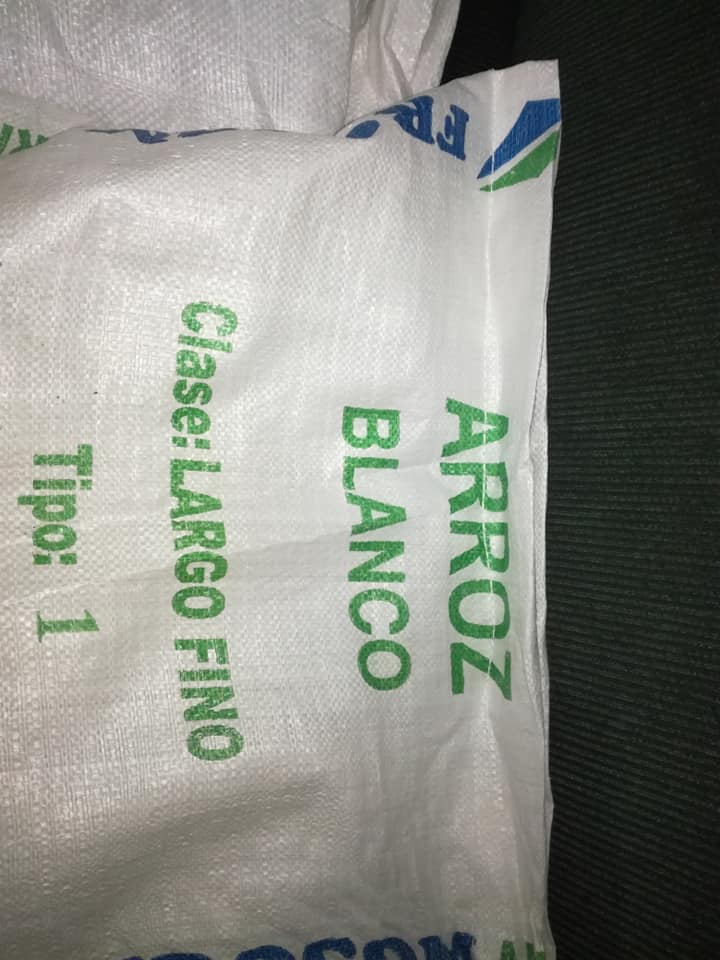 ARROZ
BLANCO
Clase: LARGO FINO
Tipo: 1